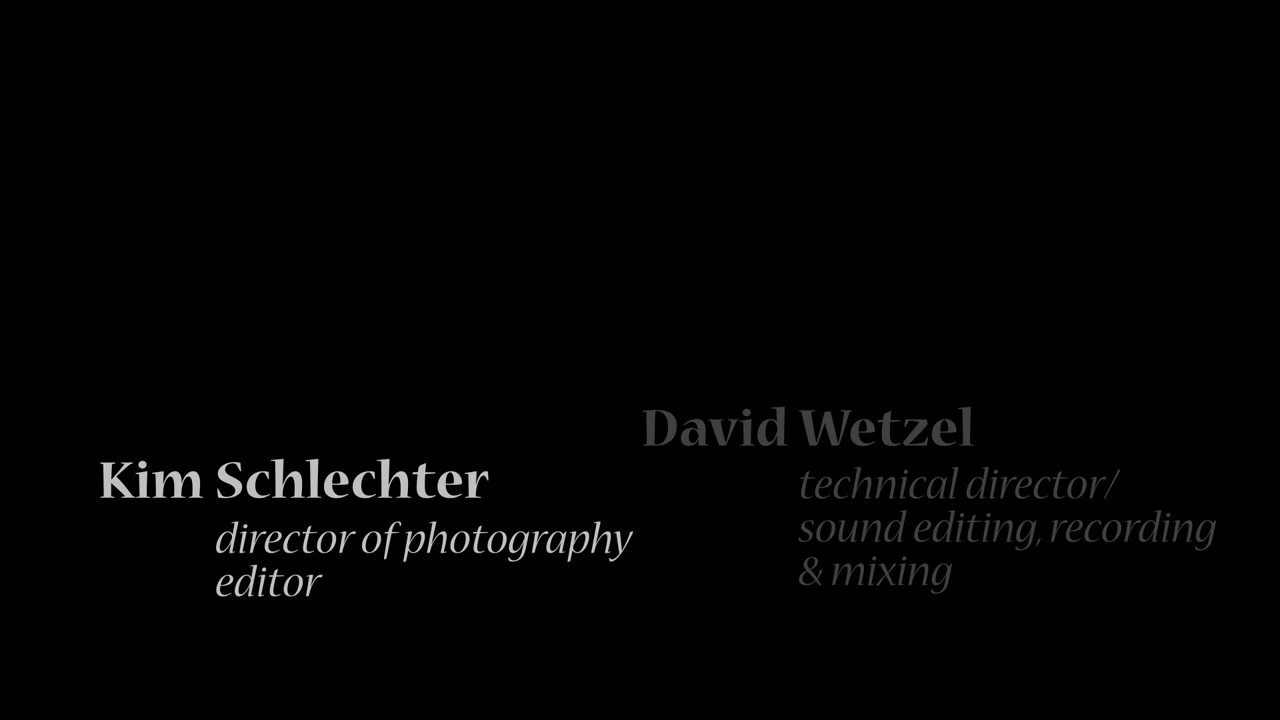 Kim Schlechter
director of photography
editor
David Wetzel
technical director/
sound editing, recording
& mixing